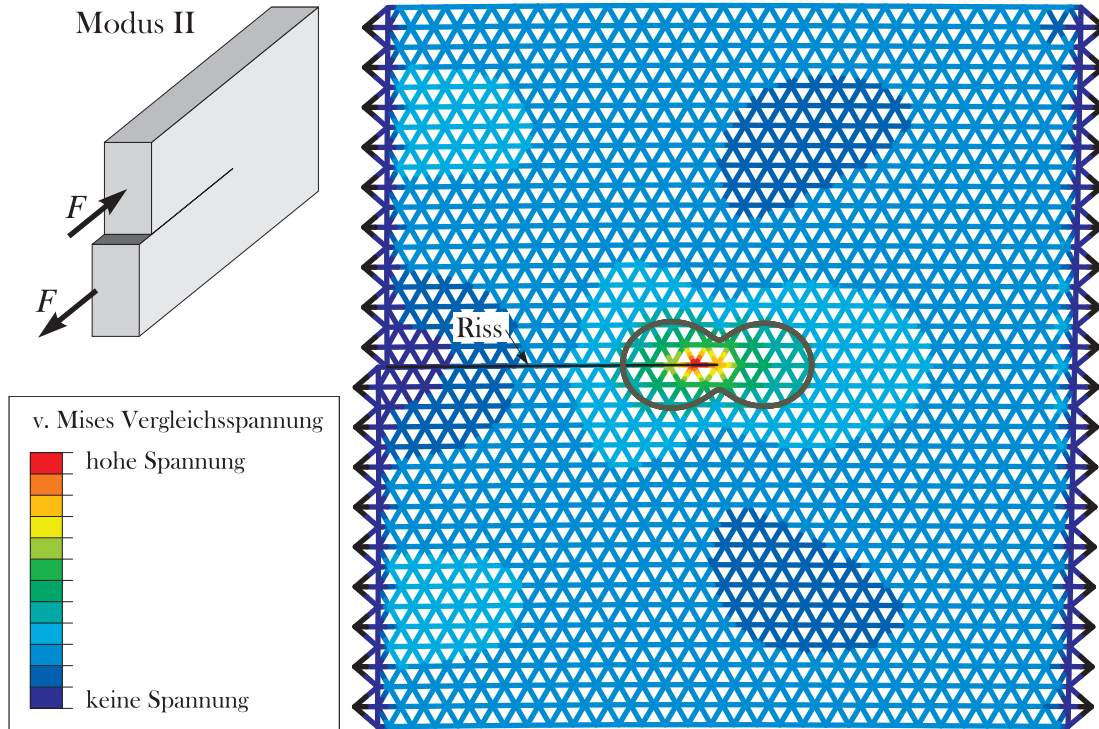 Modus II
F
F
Riss
v. Mises Vergleichsspannung
hohe Spannung
keine Spannung